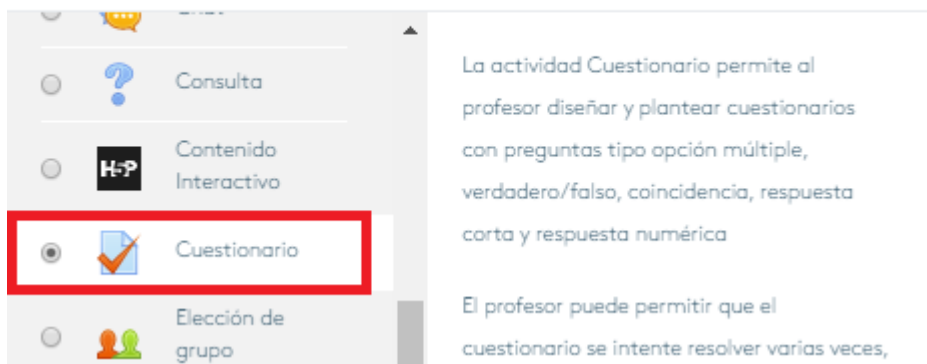 Consulta
H-P
Contenido
Interactivo
Cuestionario
Elección de
grupo
La actividad Cuestionario permite al
profesor diseñar y plantear cuestionarios
con preguntas tipo opción múltiple,
verdadero/falso, coincidencia, respuesta
corta y respuesta numérica
El profesor puede permitir que el
cuestionario se intente resolver varias veces,